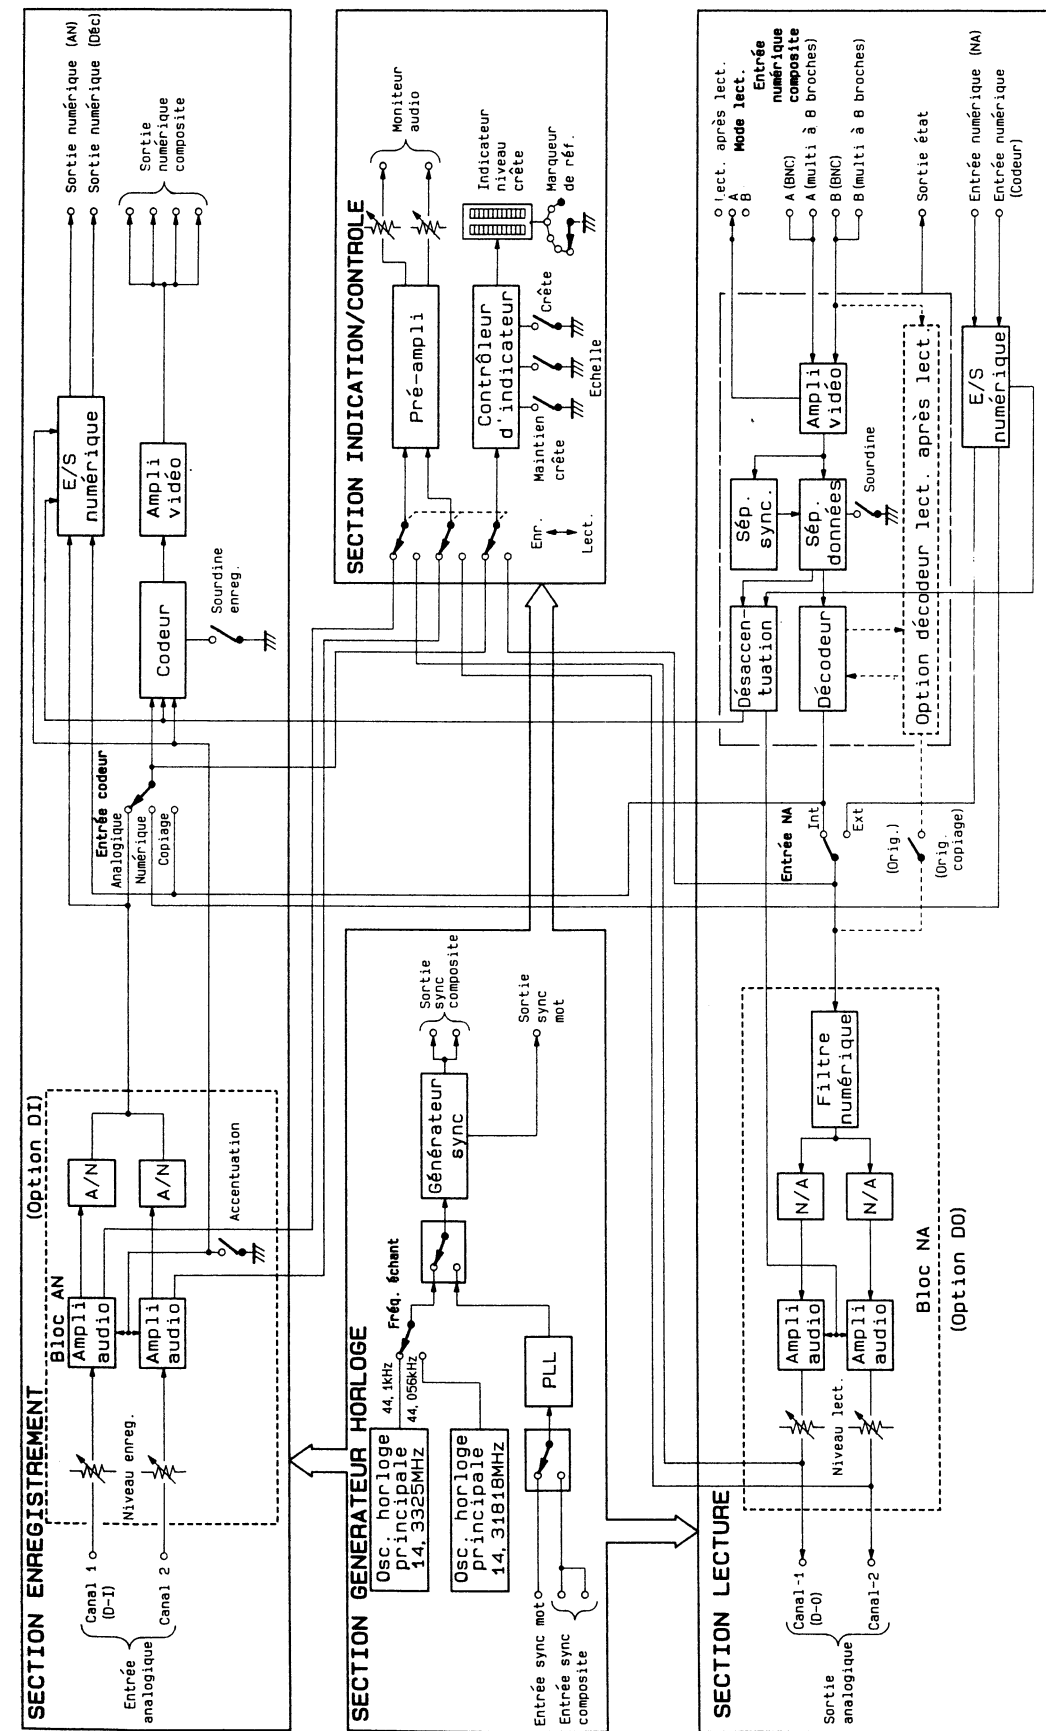 SECTION ENREGISTREMENT
(Option DI)
Bloc AN
Entrée
analogique
Canal 1
(D-I)
Canal 2
Niveau enreg.
Ampli
audio
Ampli
audio
A/N
A/N
Accentuation
Entrée codeur
Analogique
Numérique
Copiage
Codeur
Sourdine
enreg.
E/S
numérique
Ampli
vidéo
Sortie numérique (AN)
Sortie numérique (Déc)
Sortie
numérique
composite
SECTION GENERATEUR HORLOGE
Osc. horloge
principale
14,3325MHz
Osc. horloge
principale
14,31818MHz
44,1kHz
44,056kHz
Fréq. échant
Entrée sync mot
Entrée sync
composite
PLL
Générateur
sync
Sortie
sync
composite
Sortie
sync
mot
SECTION INDICATION/CONTROLE
Enr.
Lect.
Pré-ampli
Contrôleur
d'indicateur
Maintien
crête
Echelle
Crête
Moniteur
audio
Indicateur
niveau
crête
Marqueur
de réf.
SECTION LECTURE
Sortie
analogique
Canal-1
(D-O)
Canal-2
Niveau lect.
Ampli
audio
Ampli
audio
N/A
N/A
Filtre
numérique
Bloc NA
(Option DO)
Entrée NA
Int
Ext
(Orig.)
(Orig.
copiage)
Désaccen-
tuation
Décodeur
Sép.
sync.
Sép.
données
Sourdine
Ampli
vidéo
Option décodeur lect. après lect.
E/S
numérique
Lect. après lect.
A
B
Mode lect.
Entrée
numérique
composite
A (BNC)
A (multi à 8 broches)
B (BNC)
B (multi à 8 broches)
Sortie état
Entrée numérique (NA)
Entrée numérique
(Codeur)